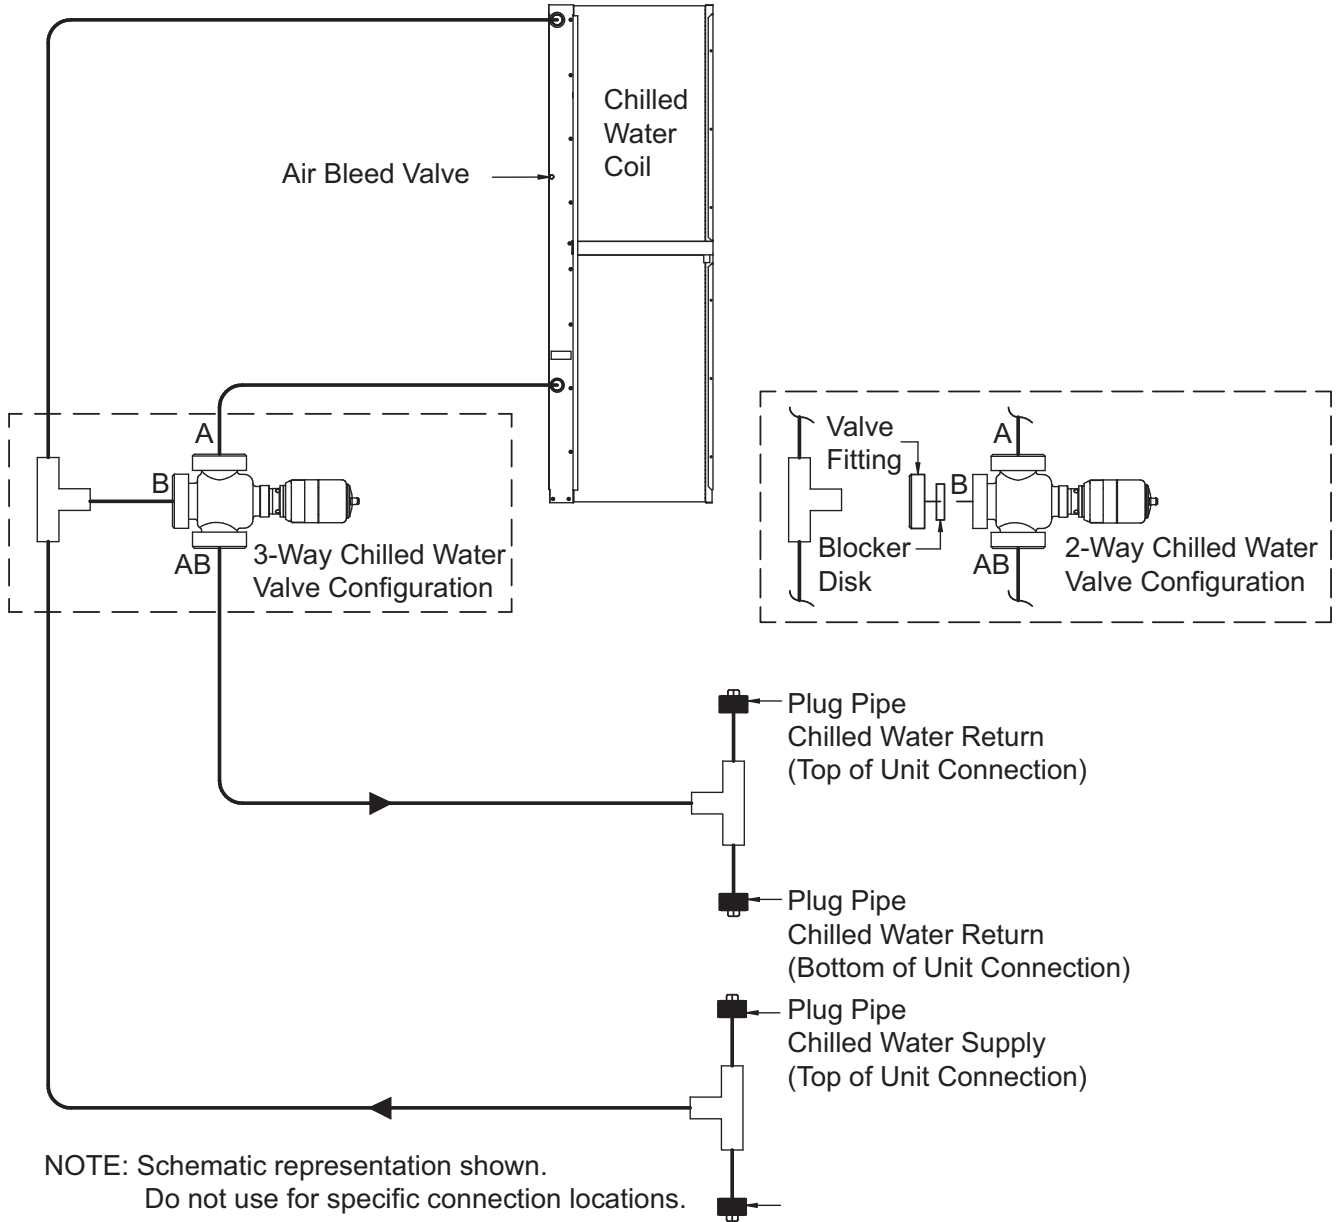 Chilled
Water
Coil
Air Bleed Valve
A
B
AB
3-Way Chilled Water
Valve Configuration
Valve
Fitting
A
B
Blocker
Disk
AB
2-Way Chilled Water
Valve Configuration
Plug Pipe
Chilled Water Return
(Top of Unit Connection)
Plug Pipe
Chilled Water Return
(Bottom of Unit Connection)
Plug Pipe
Chilled Water Supply
(Top of Unit Connection)
NOTE: Schematic representation shown.
Do not use for specific connection locations.